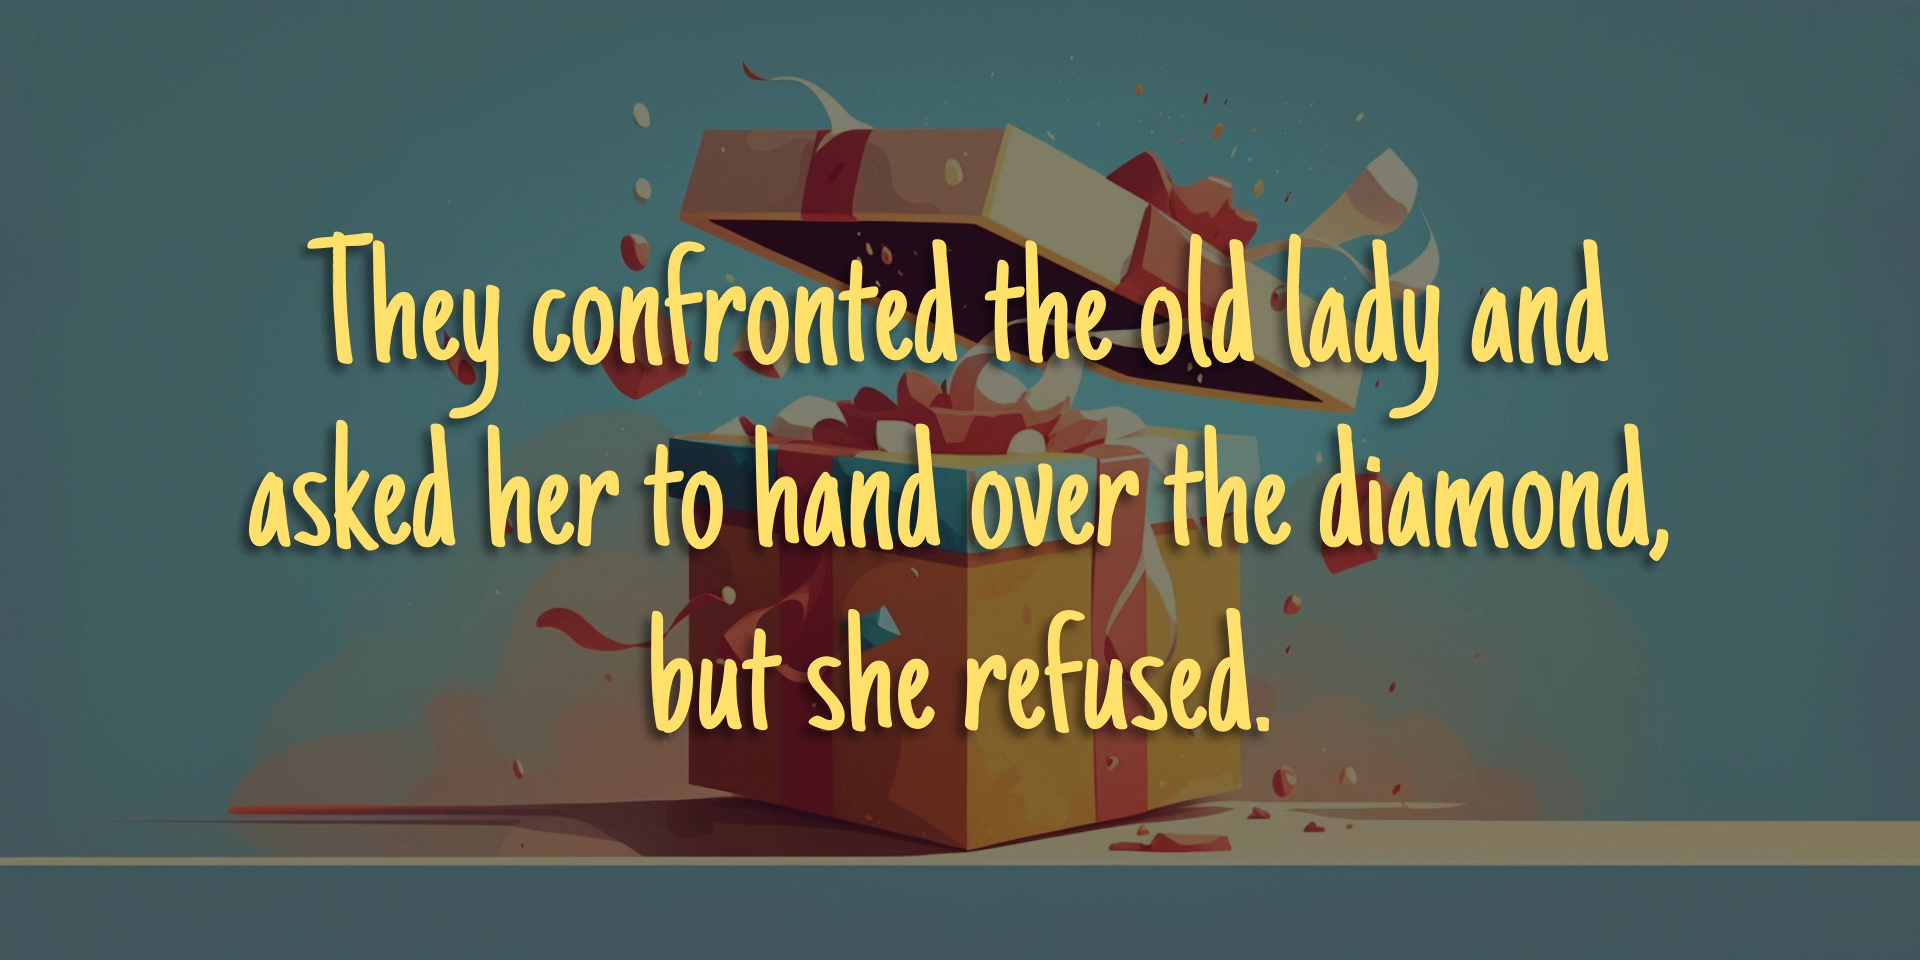 They confronted the old lady and
asked her to hand over the diamond,
but she refused.